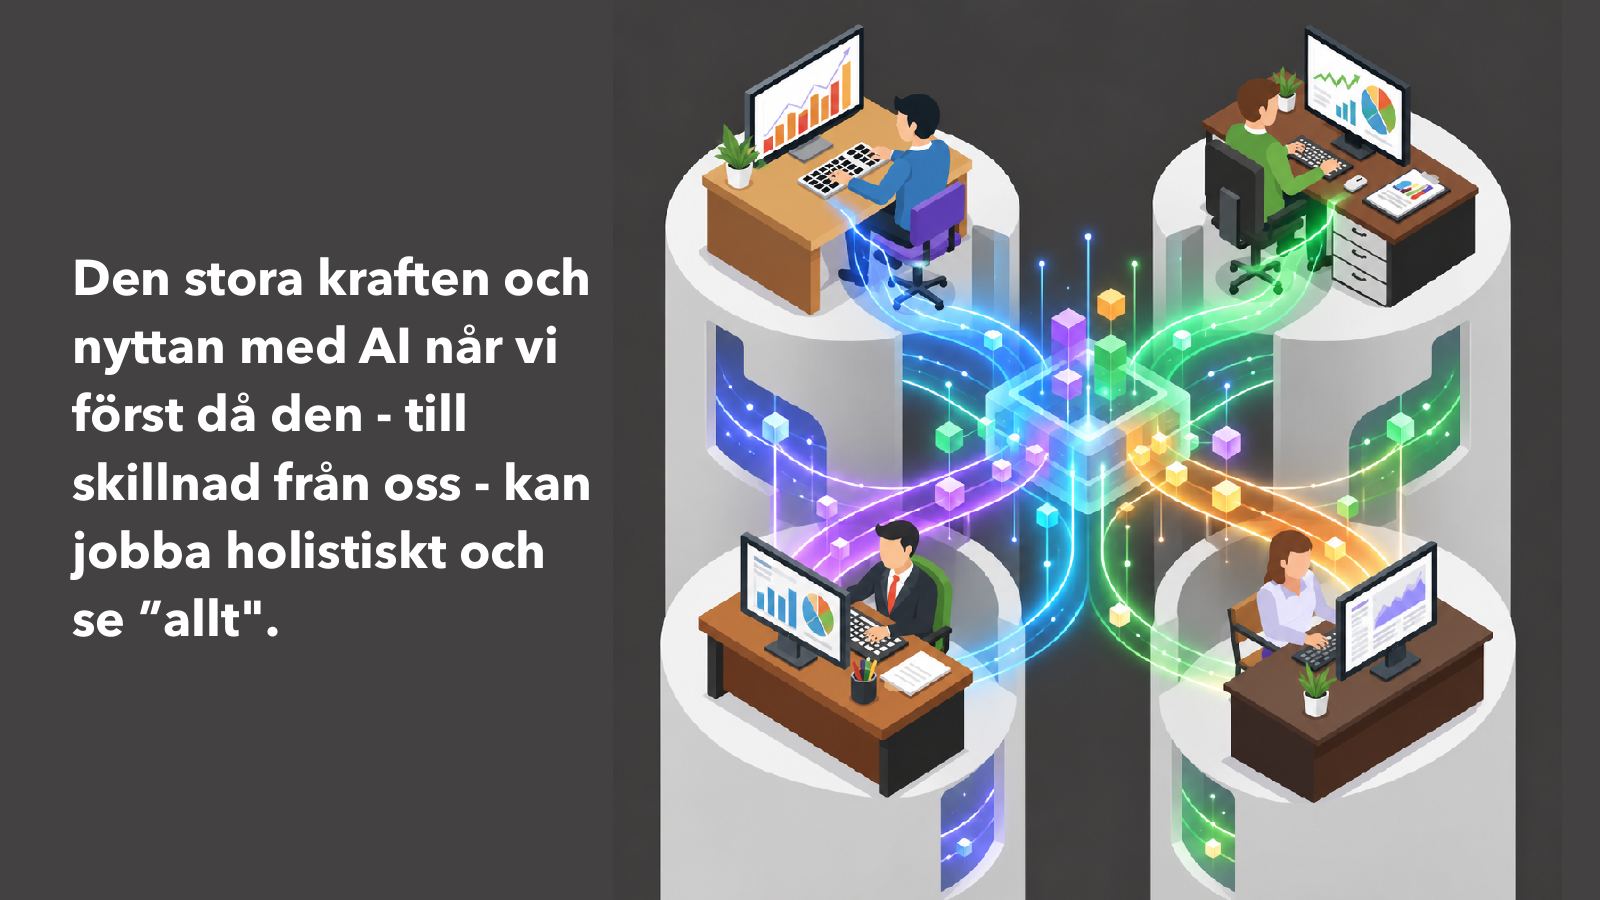 Den stora kraften och
nyttan med AI når vi
först då den - till
skillnad från oss - kan
jobba holistiskt och
se ”allt".